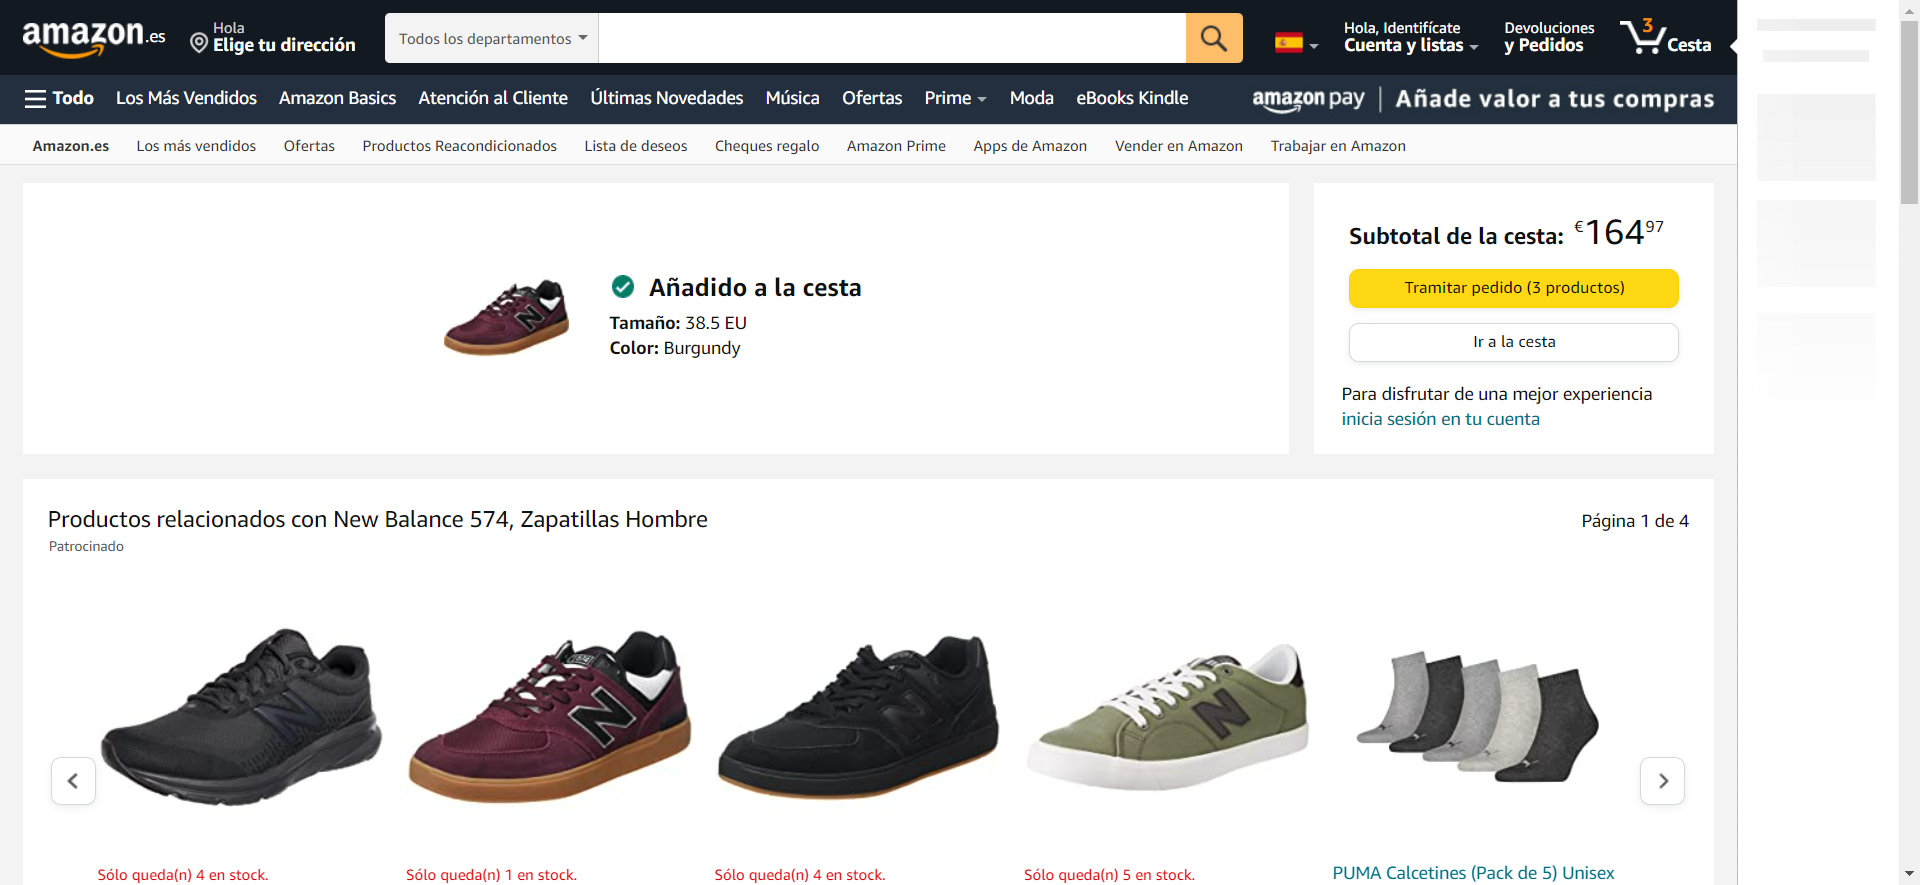 amazon.es
Hola
Elige tu dirección
Todos los departamentos
Hola, Identifícate
Cuenta y listas
Devoluciones
y Pedidos
3
Cesta
Todo
Los Más Vendidos
Amazon Basics
Atención al Cliente
Últimas Novedades
Música
Ofertas
Prime
Moda
eBooks Kindle
amazon pay | Añade valor a tus compras
Amazon.es
Los más vendidos
Ofertas
Productos Reacondicionados
Lista de deseos
Cheques regalo
Amazon Prime
Apps de Amazon
Vender en Amazon
Trabajar en Amazon
Añadido a la cesta
Tamaño: 38.5 EU
Color: Burgundy
Subtotal de la cesta: €16497
Tramitar pedido (3 productos)
Ir a la cesta
Para disfrutar de una mejor experiencia
inicia sesión en tu cuenta
Productos relacionados con New Balance 574, Zapatillas Hombre
Página 1 de 4
Patrocinado
Sólo queda(n) 4 en stock.
Sólo queda(n) 1 en stock.
Sólo queda(n) 4 en stock.
Sólo queda(n) 5 en stock.
PUMA Calcetines (Pack de 5) Unisex